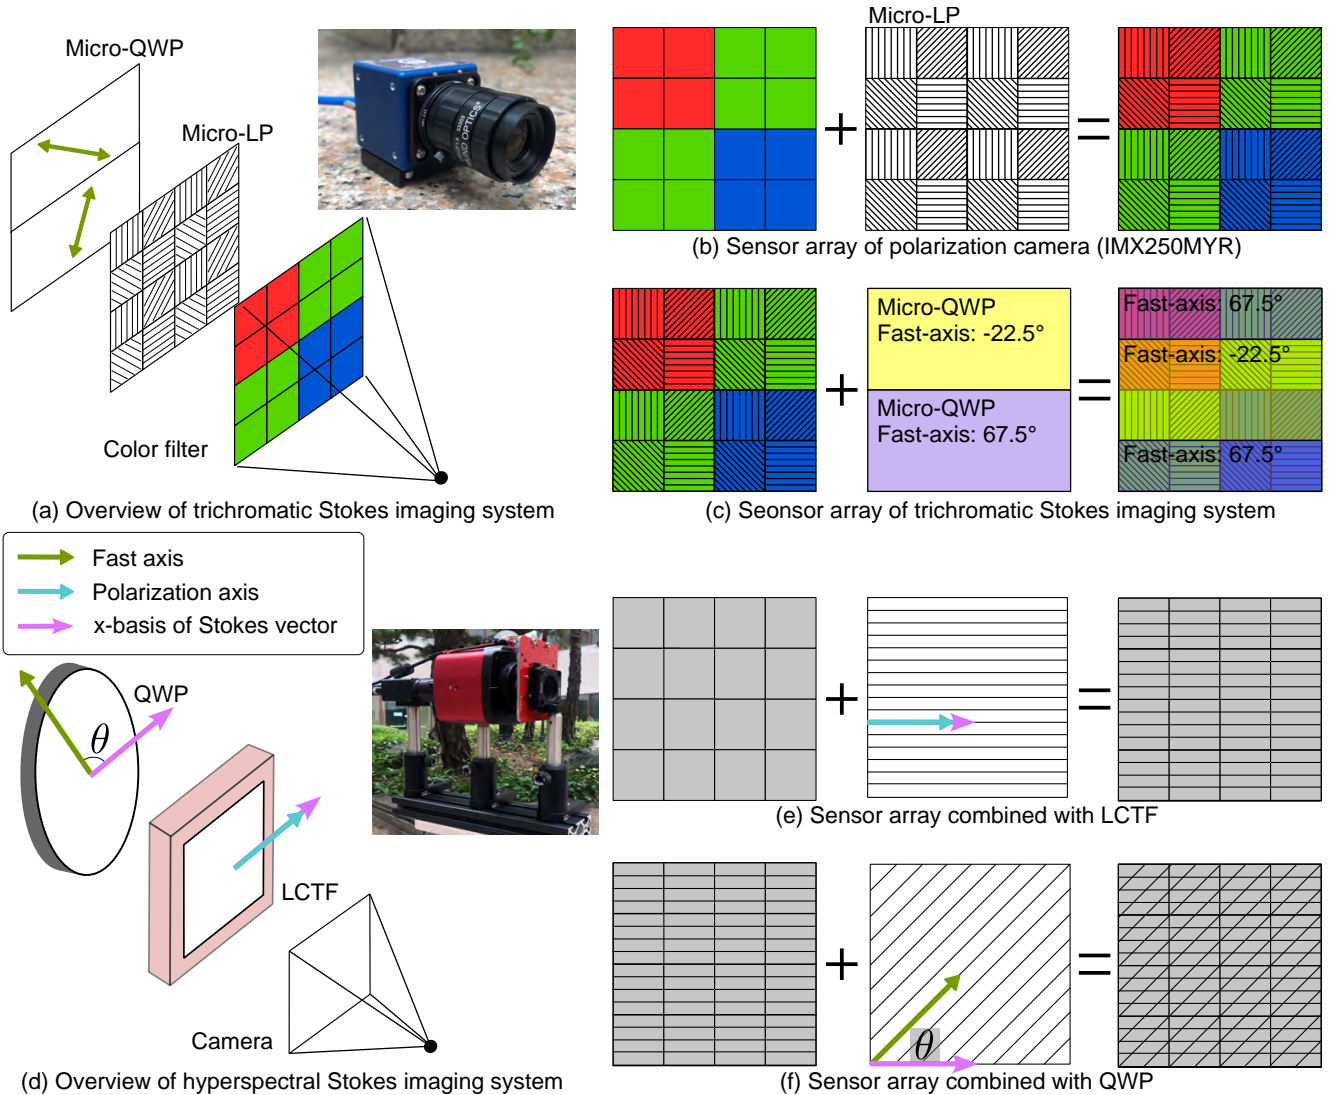 Micro-QWP
Micro-LP
Color filter
(a) Overview of trichromatic Stokes imaging system
Micro-LP
(b) Sensor array of polarization camera (IMX250MYR)
Micro-QWP
Fast-axis: -22.5°
Micro-QWP
Fast-axis: 67.5°
Fast-axis: 67.5°
Fast-axis: -22.5°
Fast-axis: 67.5°
(c) Seonsor array of trichromatic Stokes imaging system
Fast axis
Polarization axis
x-basis of Stokes vector
QWP
θ
LCTF
Camera
(d) Overview of hyperspectral Stokes imaging system
(e) Sensor array combined with LCTF
θ
(f) Sensor array combined with QWP